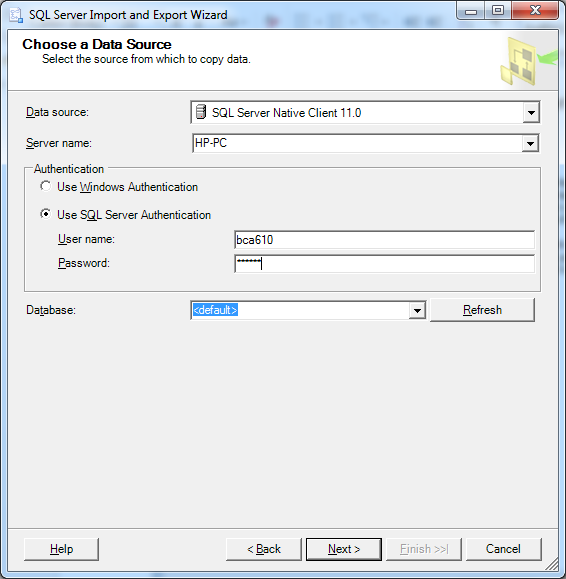 SQL Server Import and Export Wizard
Choose a Data Source
Select the source from which to copy data.
Data source:
SQL Server Native Client 11.0
Server name:
HP-PC
Authentication
Use Windows Authentication
Use SQL Server Authentication
User name:
bca610
Password:
******
Database:
<default>
Refresh
Help
< Back
Next >
Finish >>|
Cancel